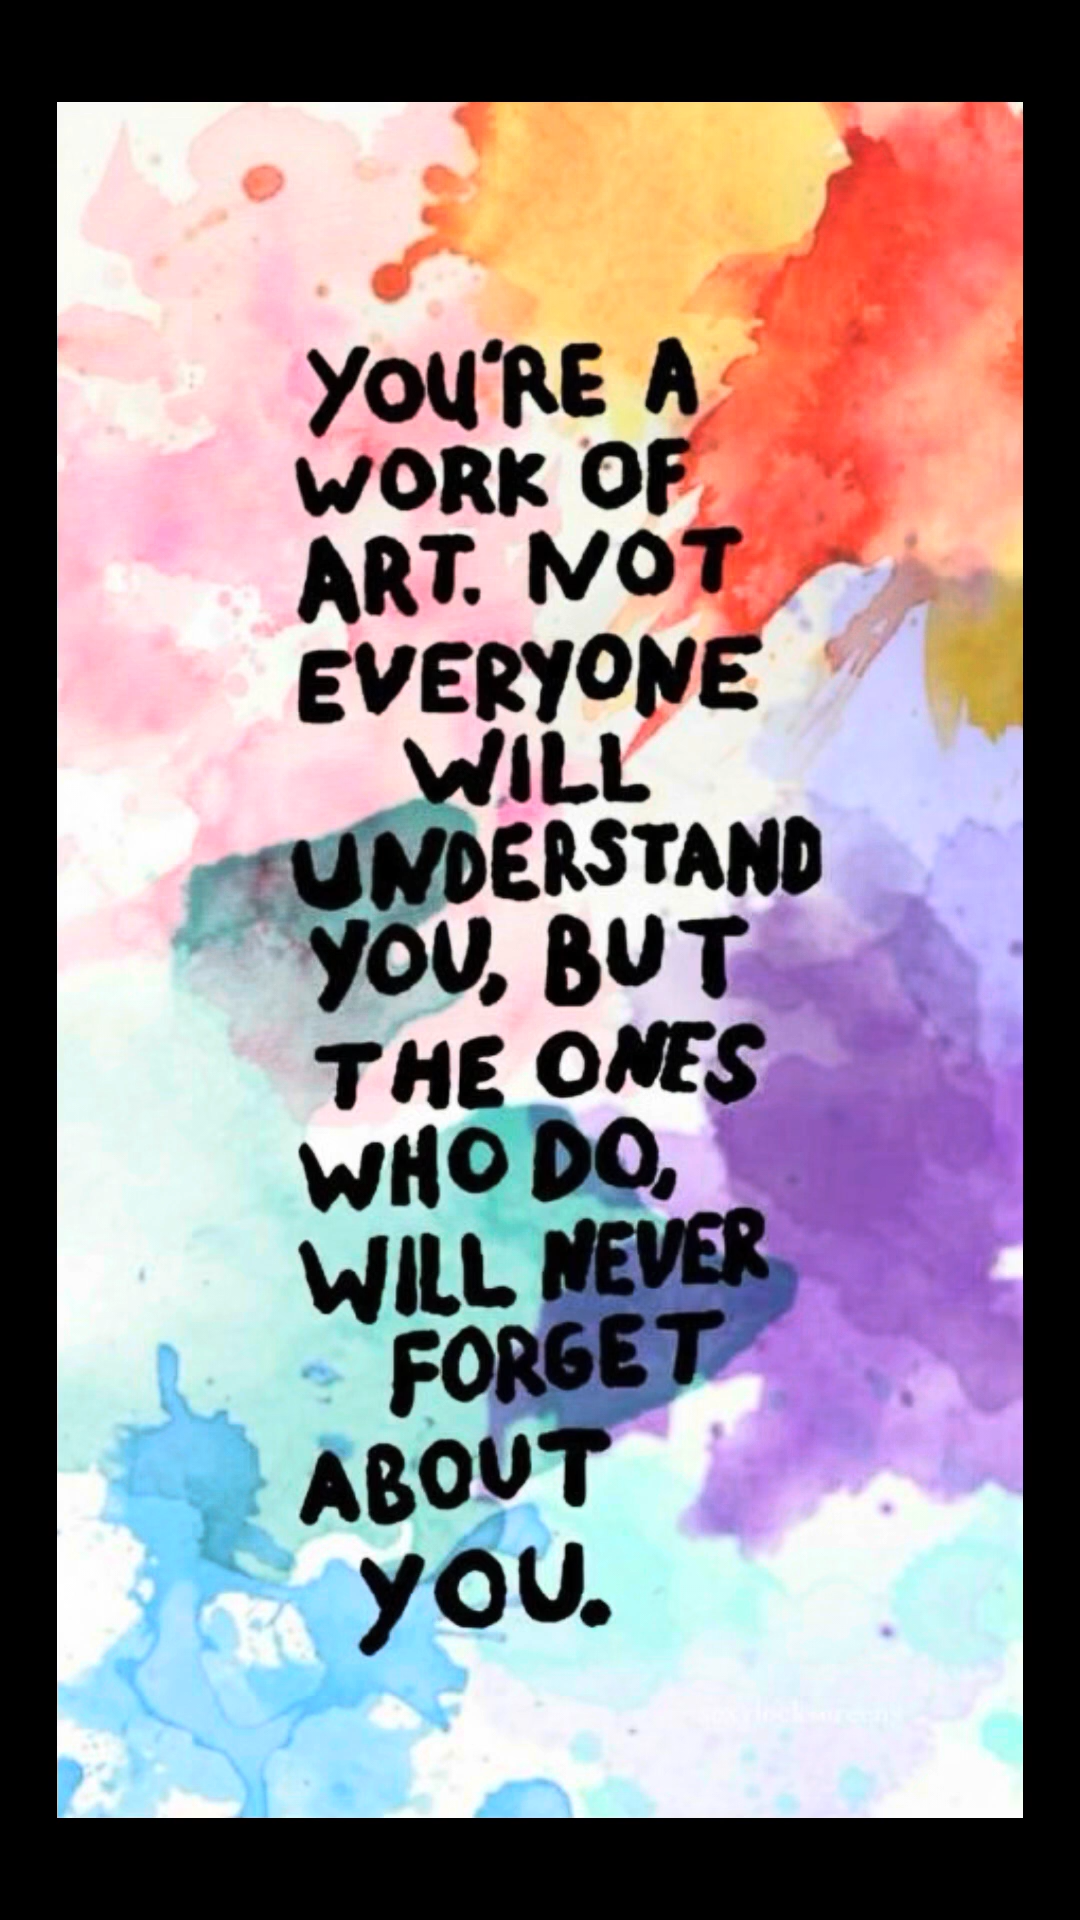 YOU'RE A
WORK OF
ART. NOT
EVERYONE
WILL
UNDERSTAND
YOU, BUT
THE ONES
WHO DO,
WILL NEVER
FORGET
ABOUT
YOU.